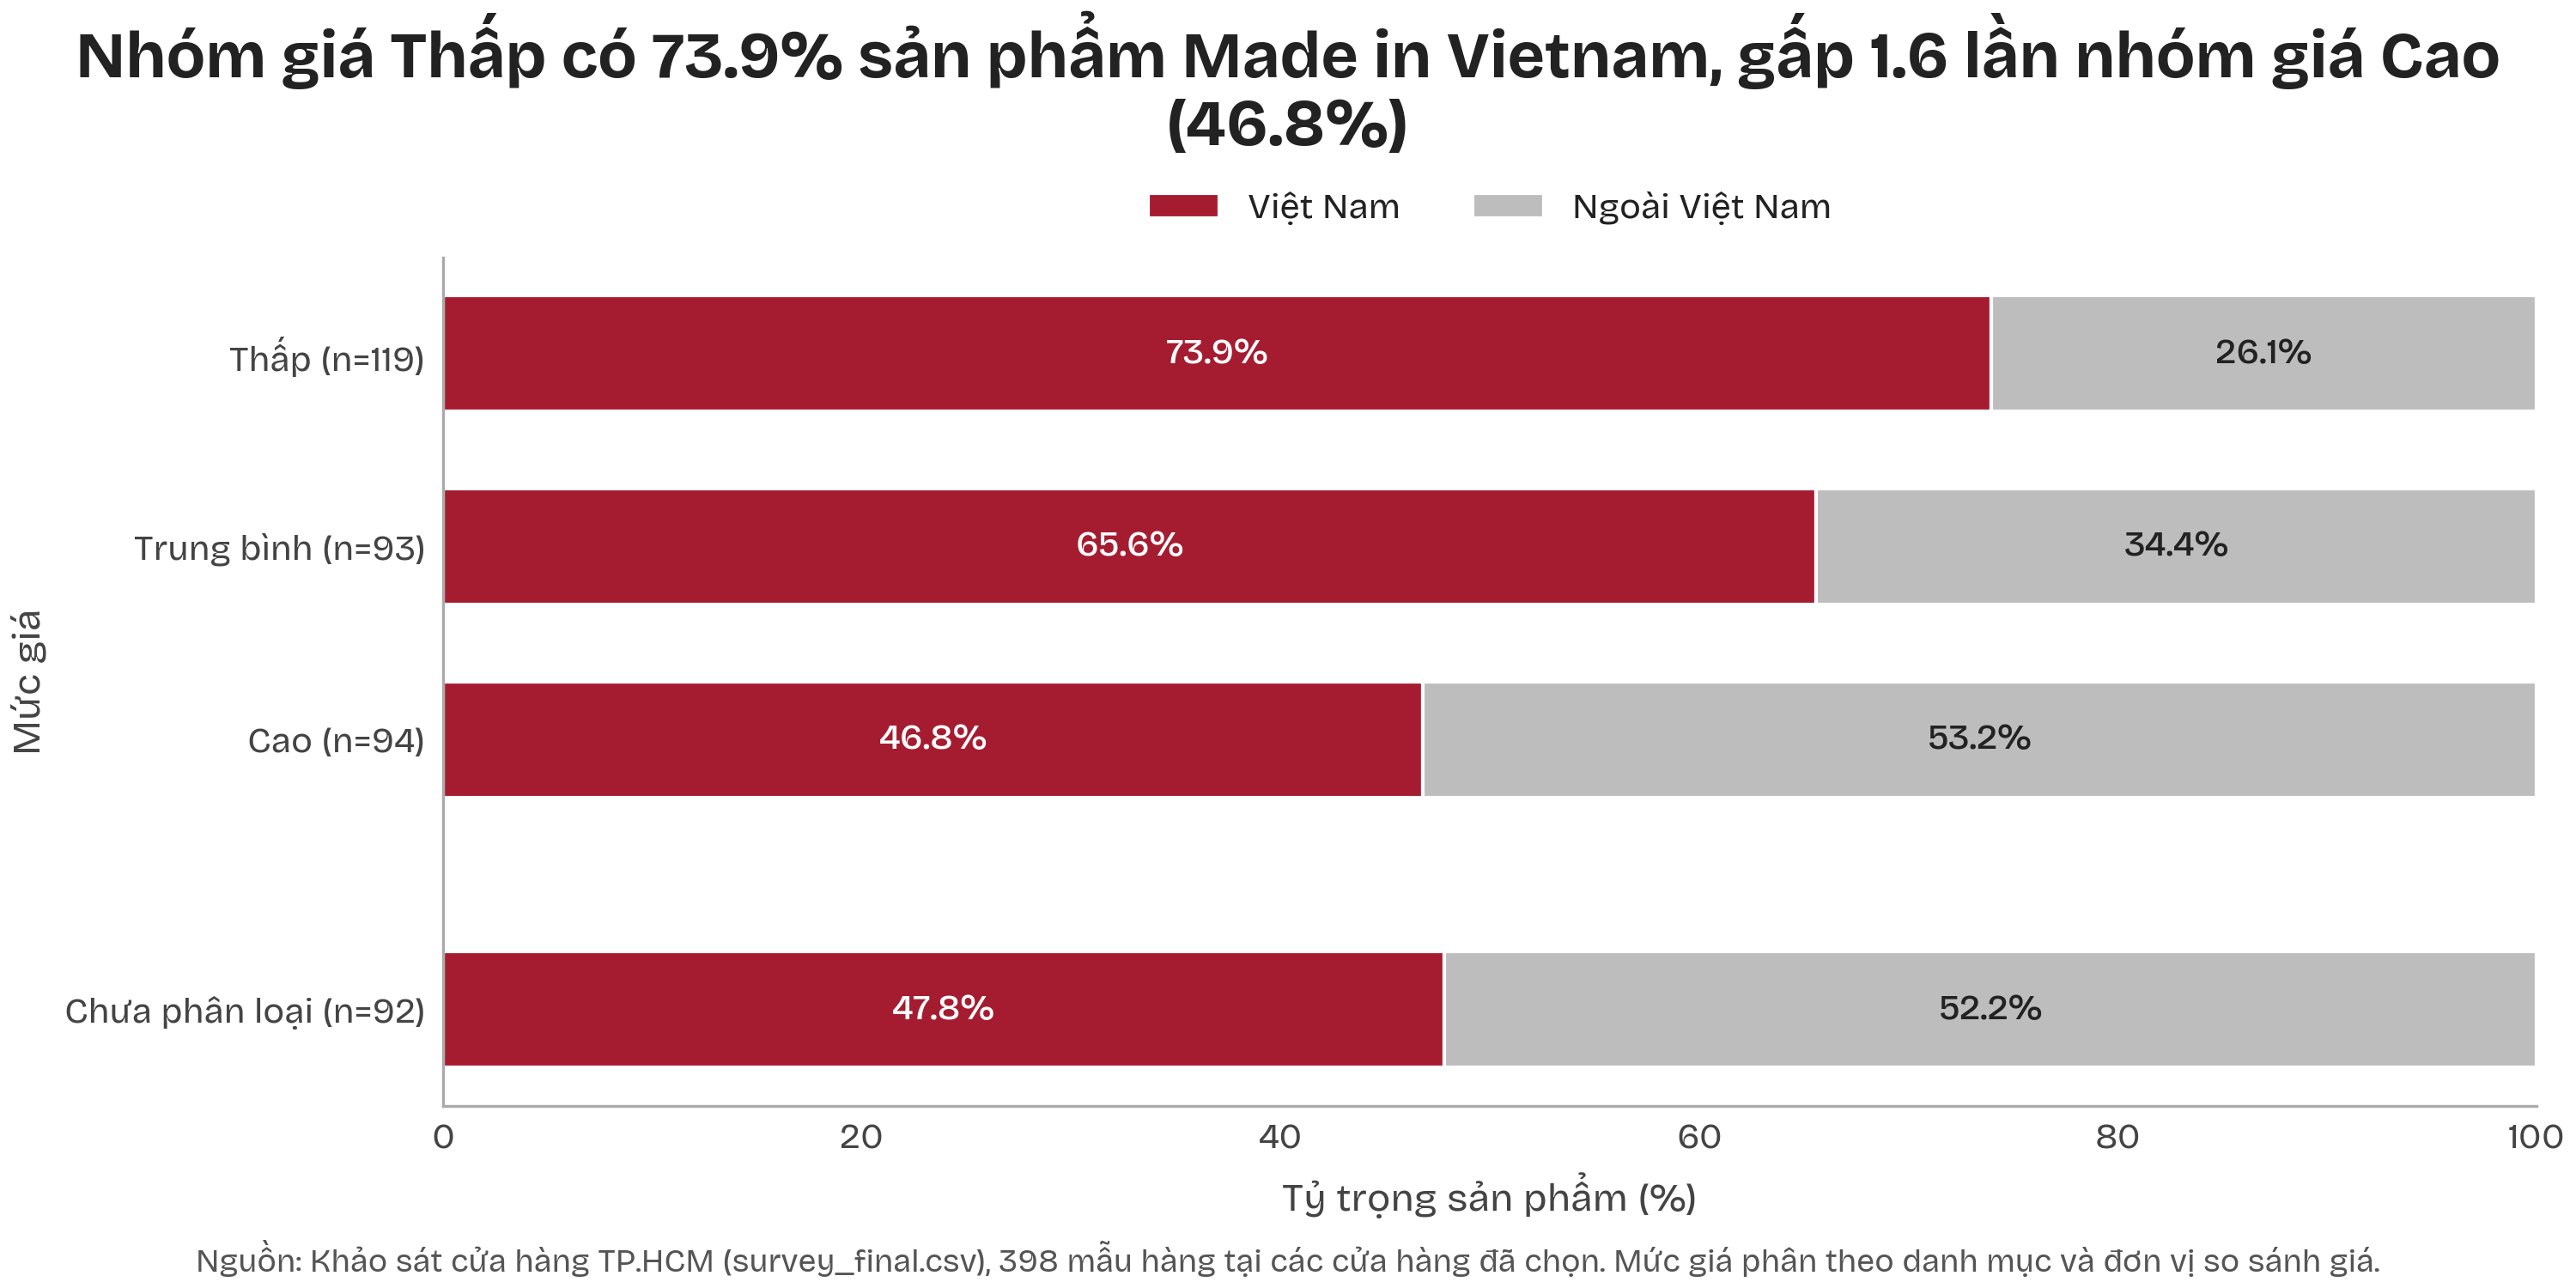 Nhóm giá Thấp có 73.9% sản phẩm Made in Vietnam, gấp 1.6 lần nhóm giá Cao
(46.8%)
Việt Nam
Ngoài Việt Nam
Mức giá
Thấp (n=119)
73.9%
26.1%
Trung bình (n=93)
65.6%
34.4%
Cao (n=94)
46.8%
53.2%
Chưa phân loại (n=92)
47.8%
52.2%
0
20
40
60
80
100
Tỷ trọng sản phẩm (%)
Nguồn: Khảo sát cửa hàng TP.HCM (survey_final.csv), 398 mẫu hàng tại các cửa hàng đã chọn. Mức giá phân theo danh mục và đơn vị so sánh giá.